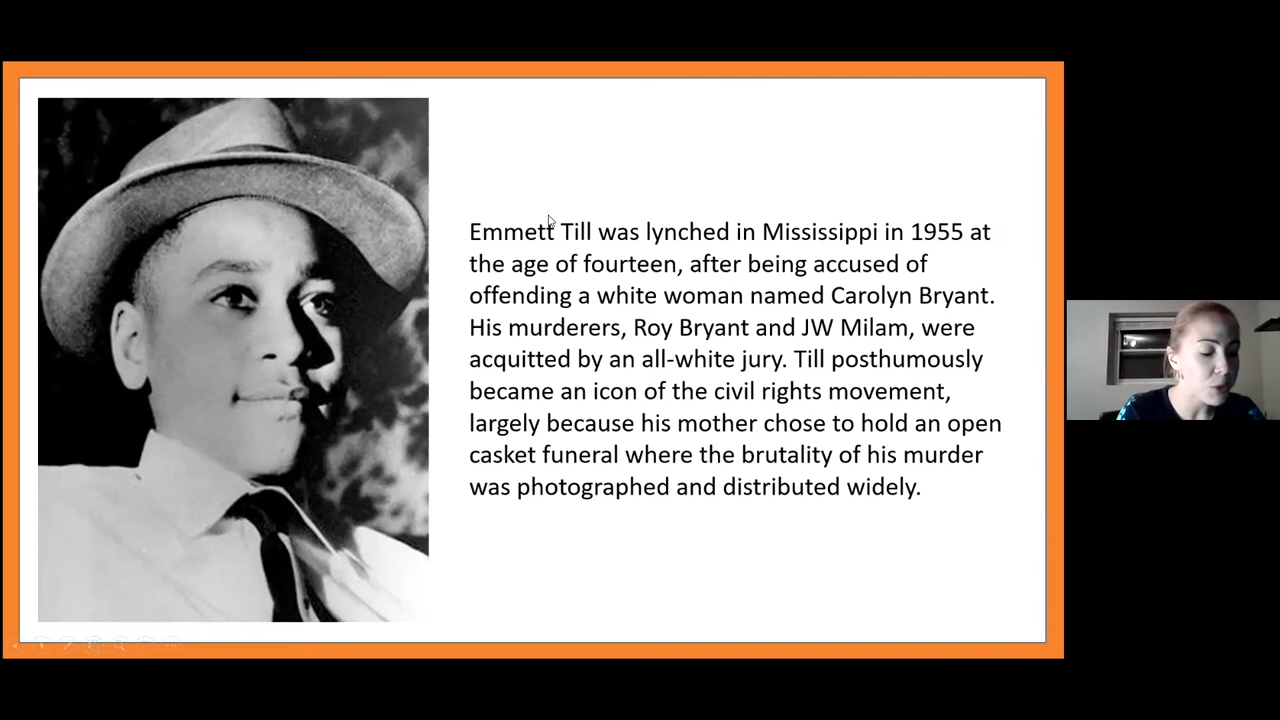 Emmett Till was lynched in Mississippi in 1955 at
the age of fourteen, after being accused of
offending a white woman named Carolyn Bryant.
His murderers, Roy Bryant and JW Milam, were
acquitted by an all-white jury. Till posthumously
became an icon of the civil rights movement,
largely because his mother chose to hold an open
casket funeral where the brutality of his murder
was photographed and distributed widely.